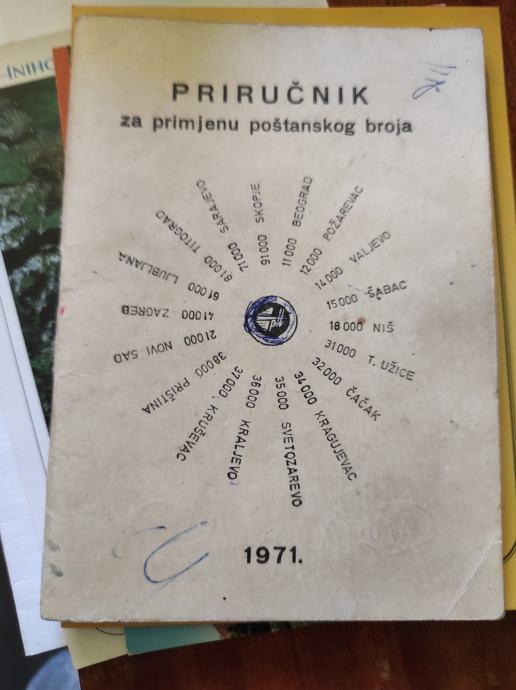 PRIRUČNIK
za primjenu poštanskog broja
11000 BEOGRAD
12000 POŽAREVAC
14000 VALJEVO
15000 ŠABAC
18000 NIŠ
31000 T. UŽICE
32000 ČAČAK
34000 KRAGUJEVAC
35000 SVETOZAREVO
36000 KRALJEVO
37000 KRUŠEVAC
38000 PRIŠTINA
21000 NOVI SAD
41000 ZAGREB
61000 LJUBLJANA
81000 TITOGRAD
71000 SARAJEVO
91000 SKOPJE
1971.